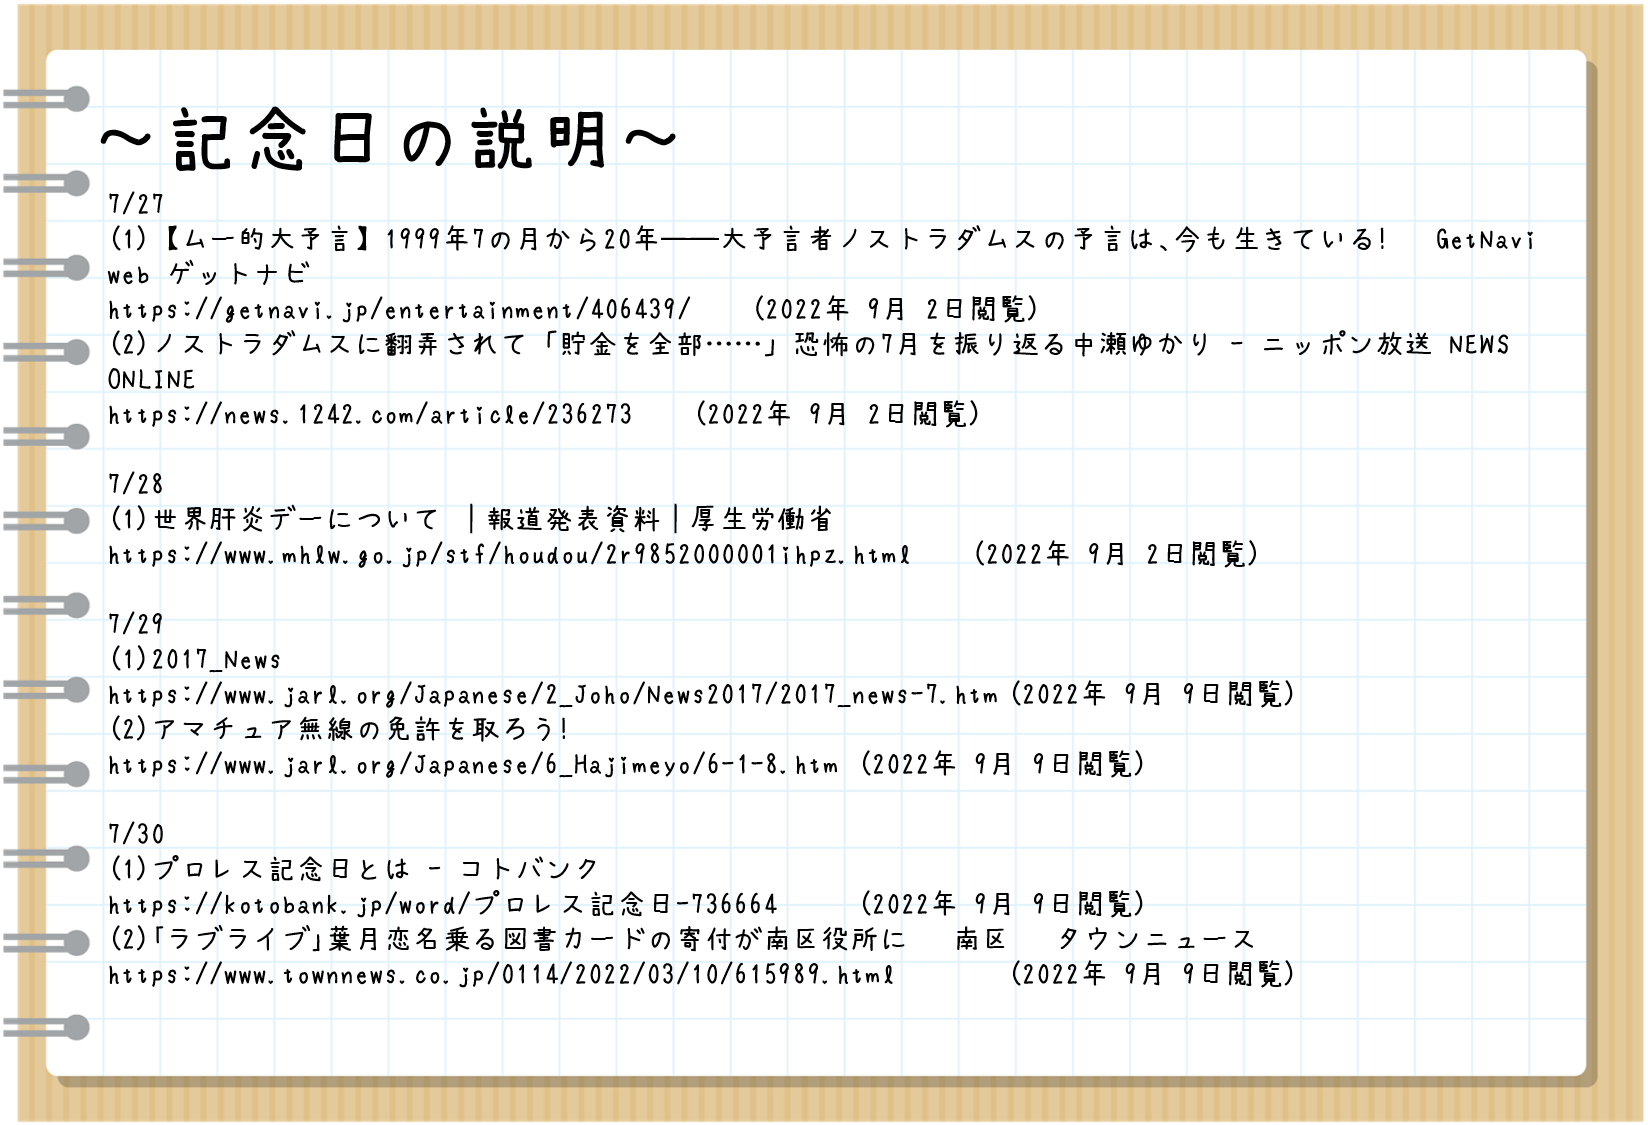 ～記念日の説明～
7/27
(1)【ムー的大予言】1999年7の月から20年――大予言者ノストラダムスの予言は、今も生きている！　GetNavi
web ゲットナビ
https://getnavi.jp/entertainment/406439/　　(2022年 9月 2日閲覧)
(2)ノストラダムスに翻弄されて「貯金を全部……」恐怖の7月を振り返る中瀬ゆかり - ニッポン放送 NEWS
ONLINE
https://news.1242.com/article/236273　　(2022年 9月 2日閲覧)
7/28
(1)世界肝炎デーについて　|報道発表資料|厚生労働省
https://www.mhlw.go.jp/stf/houdou/2r9852000001ihpz.html　　(2022年 9月 2日閲覧)
7/29
(1)2017_News
https://www.jarl.org/Japanese/2_Joho/News2017/2017_news-7.htm (2022年 9月 9日閲覧)
(2)アマチュア無線の免許を取ろう！
https://www.jarl.org/Japanese/6_Hajimeyo/6-1-8.htm (2022年 9月 9日閲覧)
7/30
(1)プロレス記念日とは - コトバンク
https://kotobank.jp/word/プロレス記念日-736664　　(2022年 9月 9日閲覧)
(2)「ラブライブ」葉月恋名乗る図書カードの寄付が南区役所に　南区　タウンニュース
https://www.townnews.co.jp/0114/2022/03/10/615989.html　　(2022年 9月 9日閲覧)